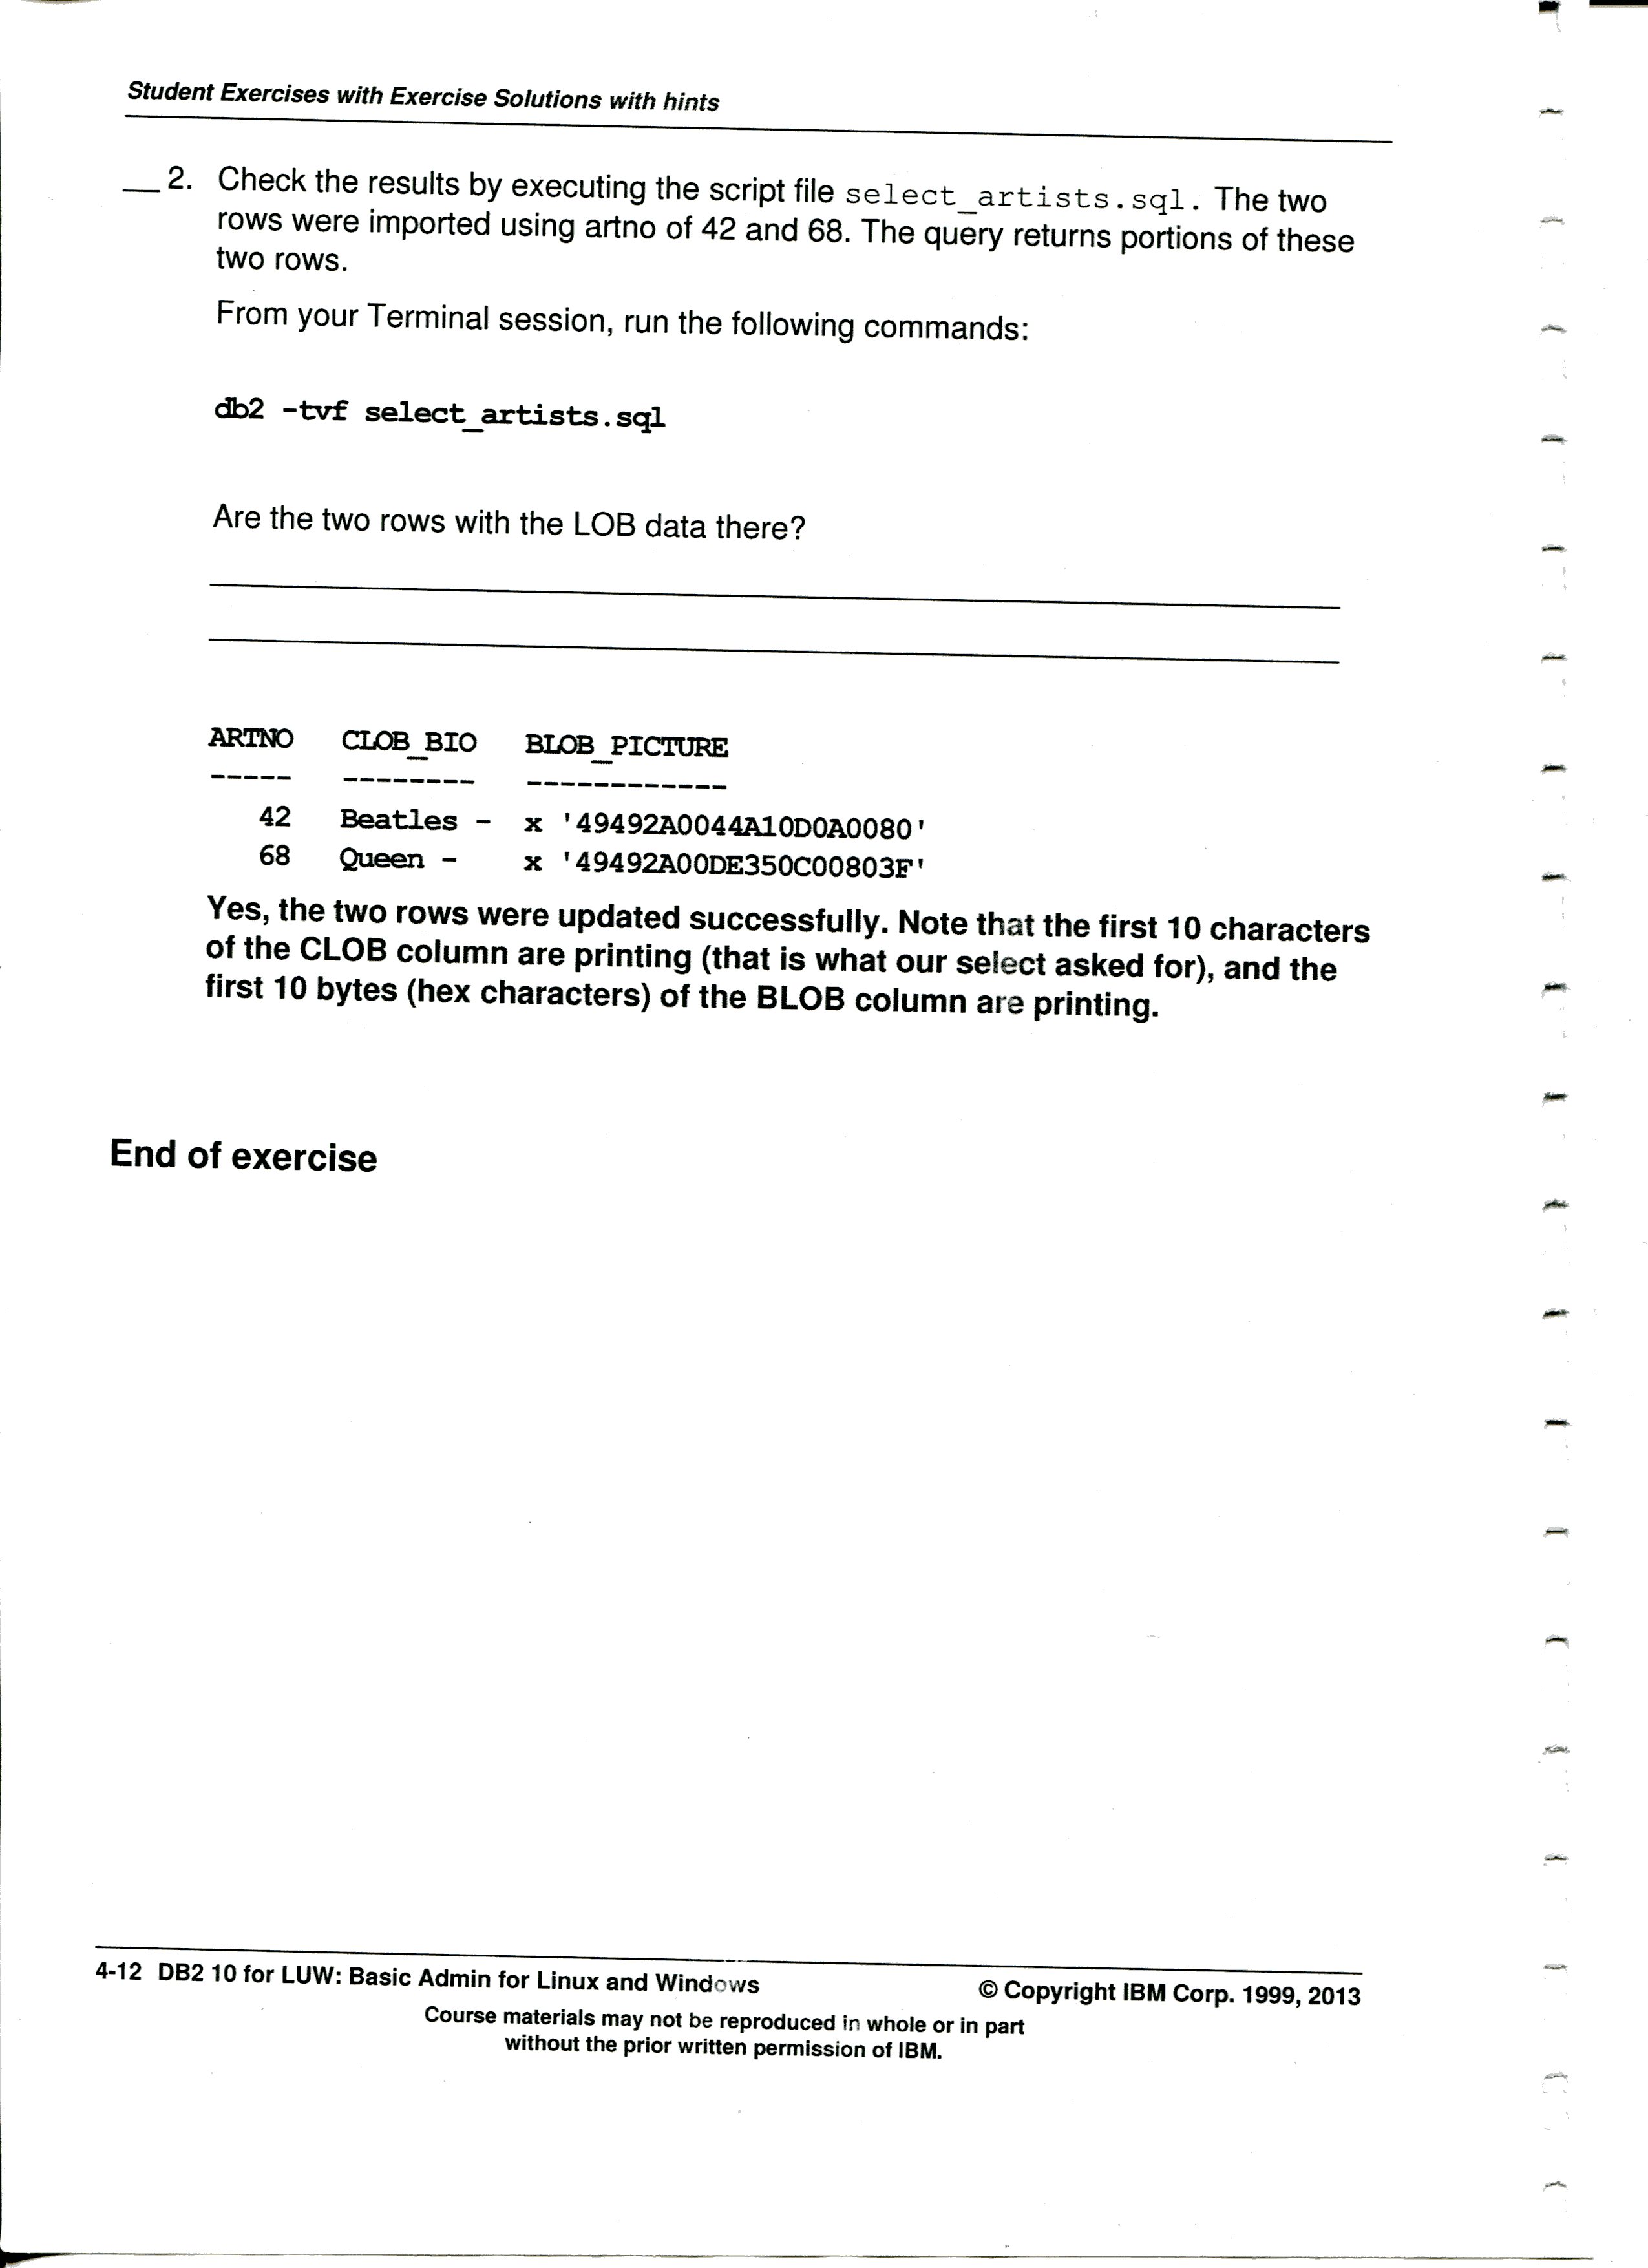 Student Exercises with Exercise Solutions with hints
__ 2. Check the results by executing the script file select_artists.sql. The two
rows were imported using artno of 42 and 68. The query returns portions of these
two rows.
From your Terminal session, run the following commands:
db2 -tvf select_artists.sql
Are the two rows with the LOB data there?
ARTNO CLOB_BIO BLOB_PICTURE
----- -------- ------------
42 Beatles - x '49492A0044A10D0A0080'
68 Queen - x '49492A00DE350C00803F'
Yes, the two rows were updated successfully. Note that the first 10 characters
of the CLOB column are printing (that is what our select asked for), and the
first 10 bytes (hex characters) of the BLOB column are printing.
End of exercise
4-12 DB2 10 for LUW: Basic Admin for Linux and Windows © Copyright IBM Corp. 1999, 2013
Course materials may not be reproduced in whole or in part
without the prior written permission of IBM.